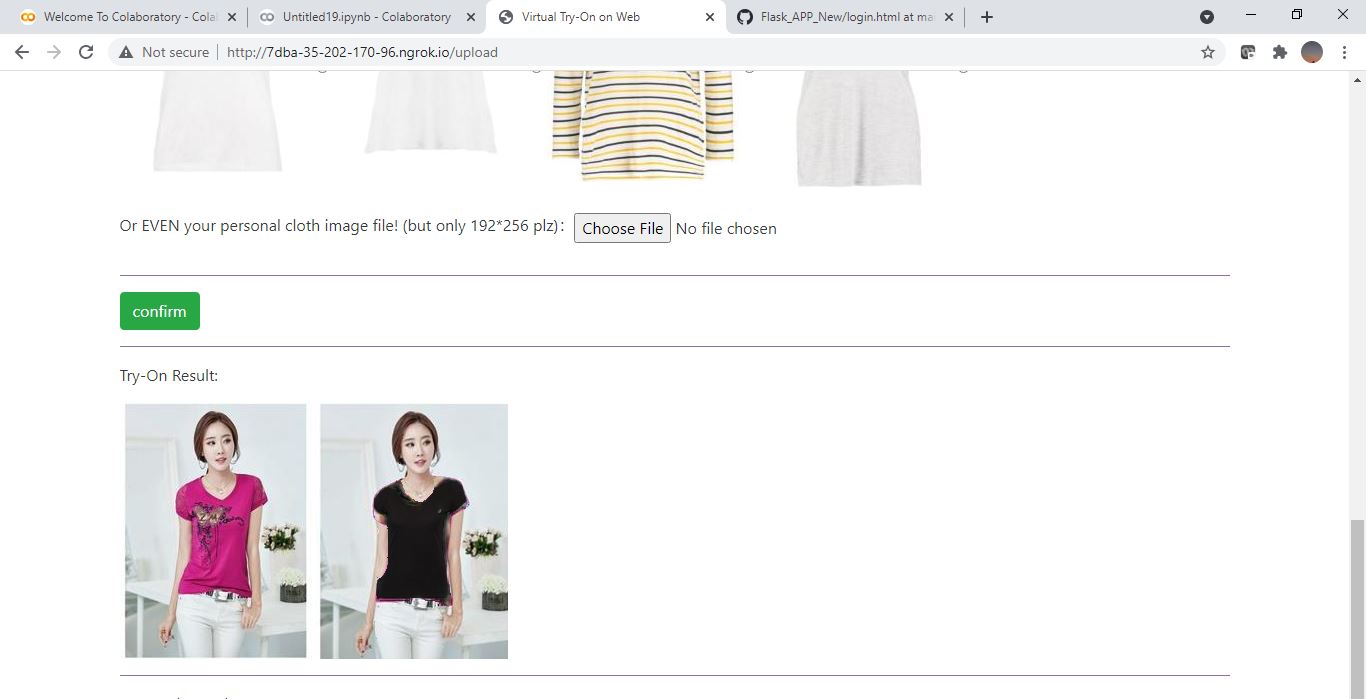 Welcome To Colaboratory - Cola
Untitled19.ipynb - Colaboratory
Virtual Try-On on Web
Flask_APP_New/login.html at ma
Not secure
http://7dba-35-202-170-96.ngrok.io/upload
Or EVEN your personal cloth image file! (but only 192*256 plz):
Choose File
No file chosen
confirm
Try-On Result: